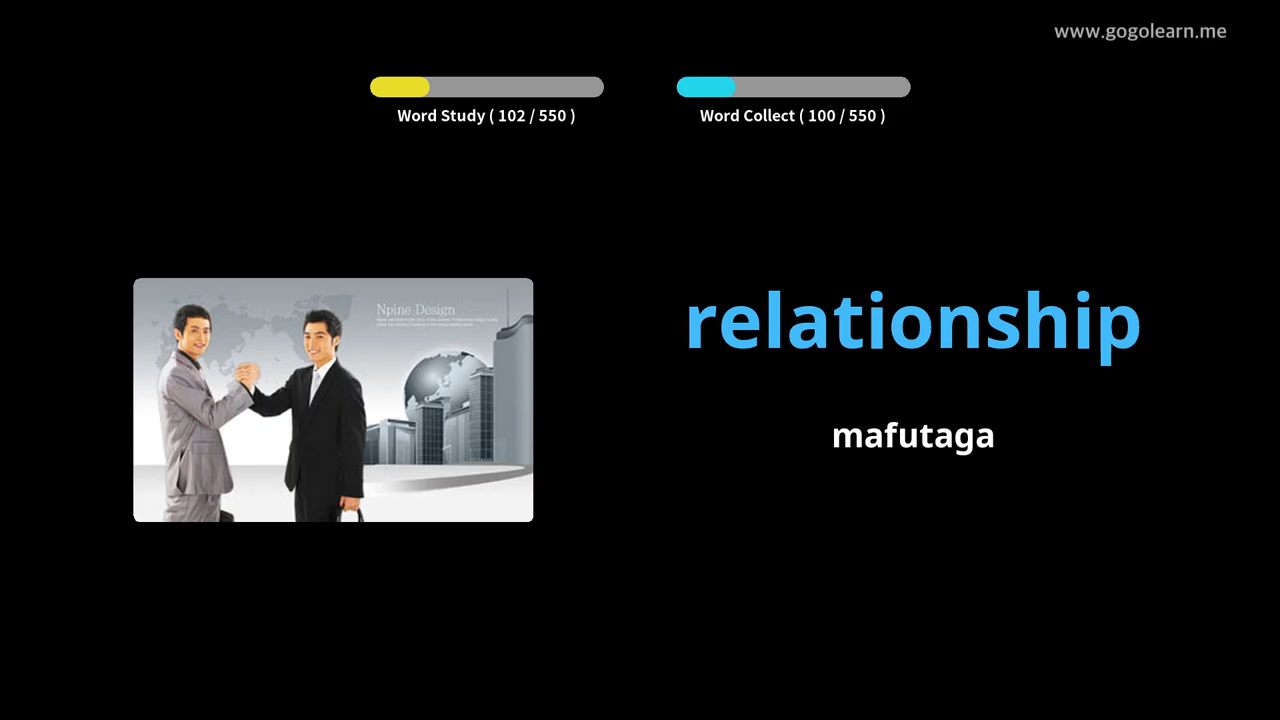 www.gogolearn.me
Word Study ( 102 / 550 )
Word Collect ( 100 / 550 )
Npine Design
relationship
mafutaga